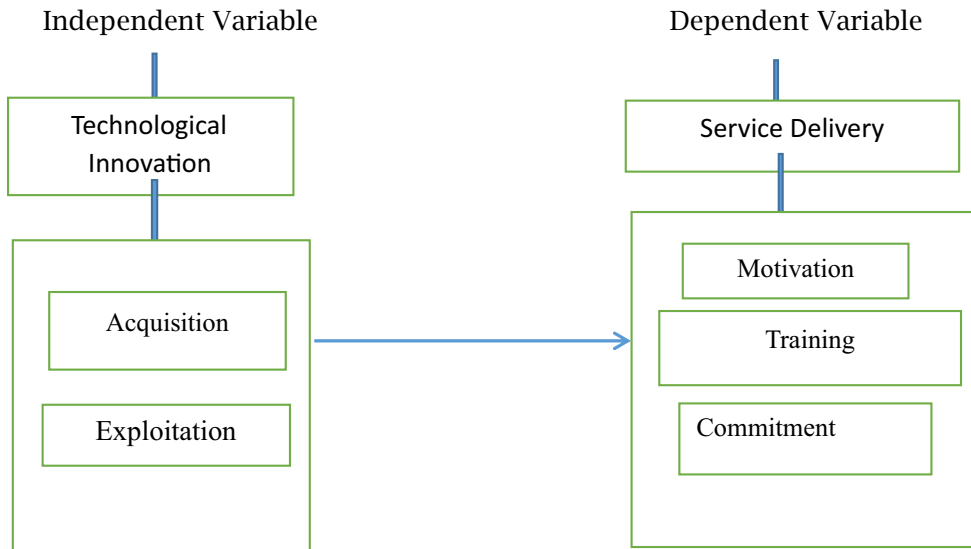 Independent Variable
Dependent Variable
Technological
Innovation
Service Delivery
Acquisition
Exploitation
Motivation
Training
Commitment